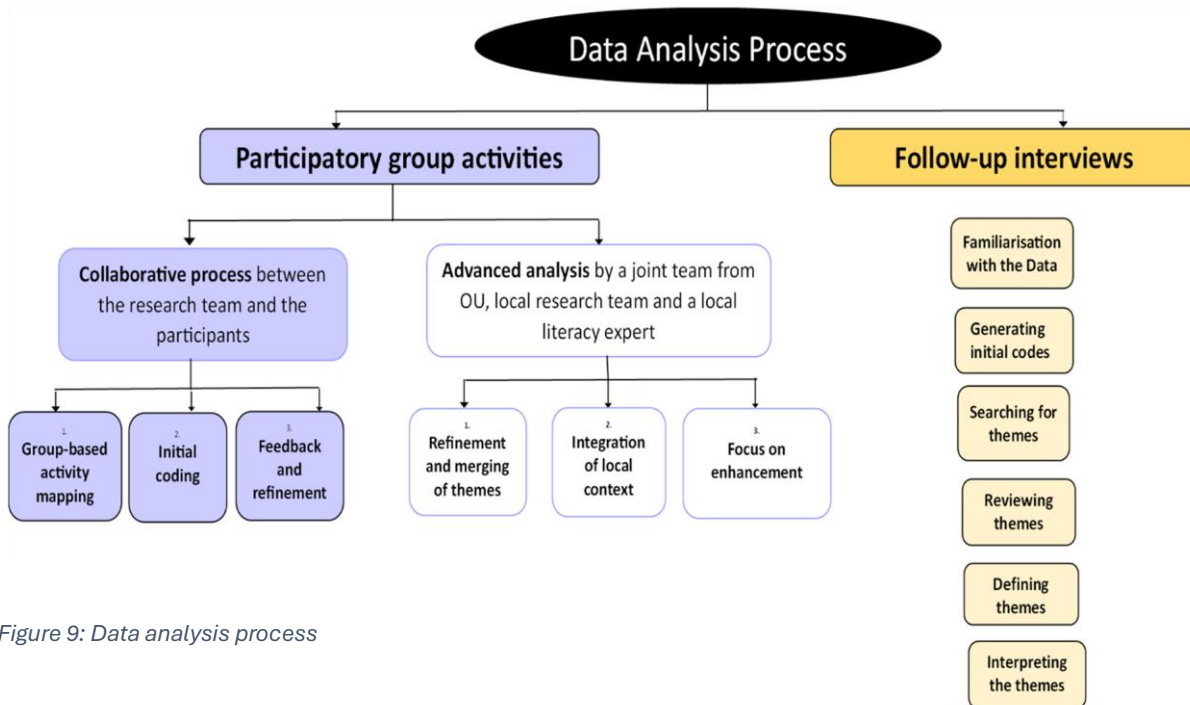 Data Analysis Process
Participatory group activities
Follow-up interviews
Collaborative process between
the research team and the
participants
Advanced analysis by a joint team from
OU, local research team and a local
literacy expert
1.
Group-based
activity
mapping
2.
Initial
coding
3.
Feedback
and
refinement
1.
Refinement
and merging
of themes
2.
Integration
of local
context
3.
Focus on
enhancement
Familiarisation
with the Data
Generating
initial codes
Searching for
themes
Reviewing
themes
Defining
themes
Interpreting
the themes
Figure 9: Data analysis process